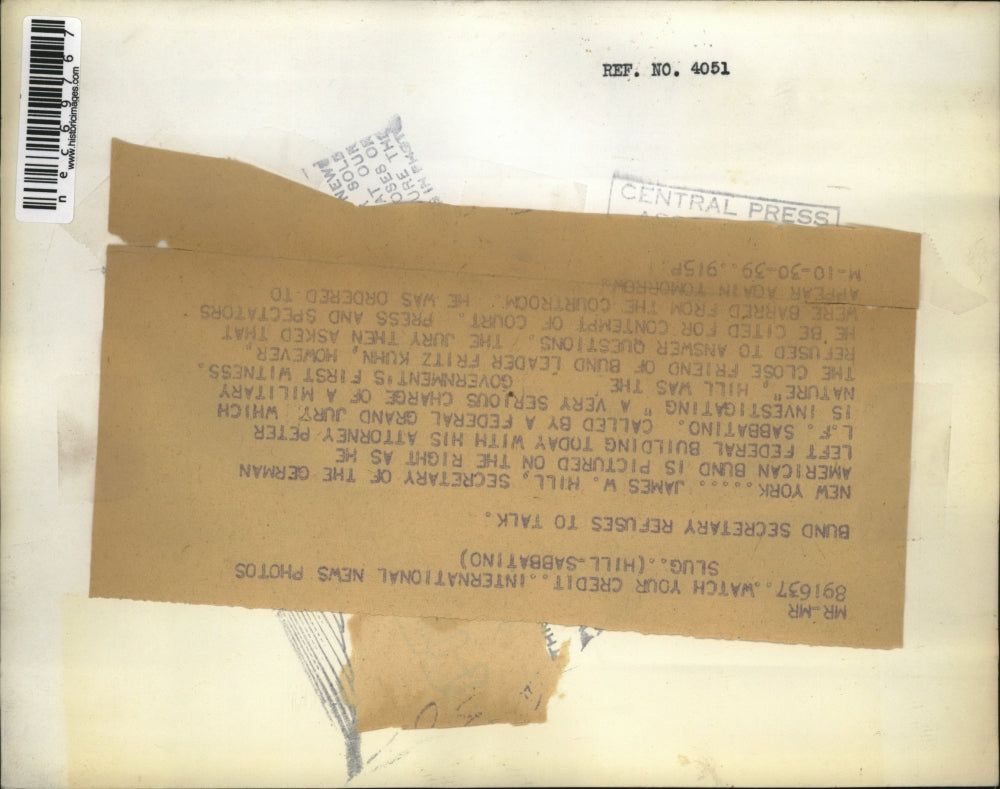 REF. NO. 4051
nec69767
www.historicimages.com
CENTRAL PRESS
MR-MR
891637..WATCH YOUR CREDIT..INTERNATIONAL NEWS PHOTOS
SLUG..(HILL-SABBATINO)
BUND SECRETARY REFUSES TO TALK.
NEW YORK..... JAMES W. HILL, SECRETARY OF THE GERMAN
AMERICAN BUND IS PICTURED ON THE RIGHT AS HE
LEFT FEDERAL BUILDING TODAY WITH HIS ATTORNEY PETER
L.F. SABBATINO. CALLED BY A FEDERAL GRAND JURY WHICH
IS INVESTIGATING " A VERY SERIOUS CHARGE OF A MILITARY
NATURE", HILL WAS THE GOVERNMENT'S FIRST WITNESS.
THE CLOSE FRIEND OF BUND LEADER FRITZ KUHN, HOWEVER,
REFUSED TO ANSWER QUESTIONS. THE JURY THEN ASKED THAT
HE BE CITED FOR CONTEMPT OF COURT. PRESS AND SPECTATORS
WERE BARRED FROM THE COURTROOM. HE WAS ORDERED TO
APPEAR AGAIN TOMORROW.
M-10-30-39..915P